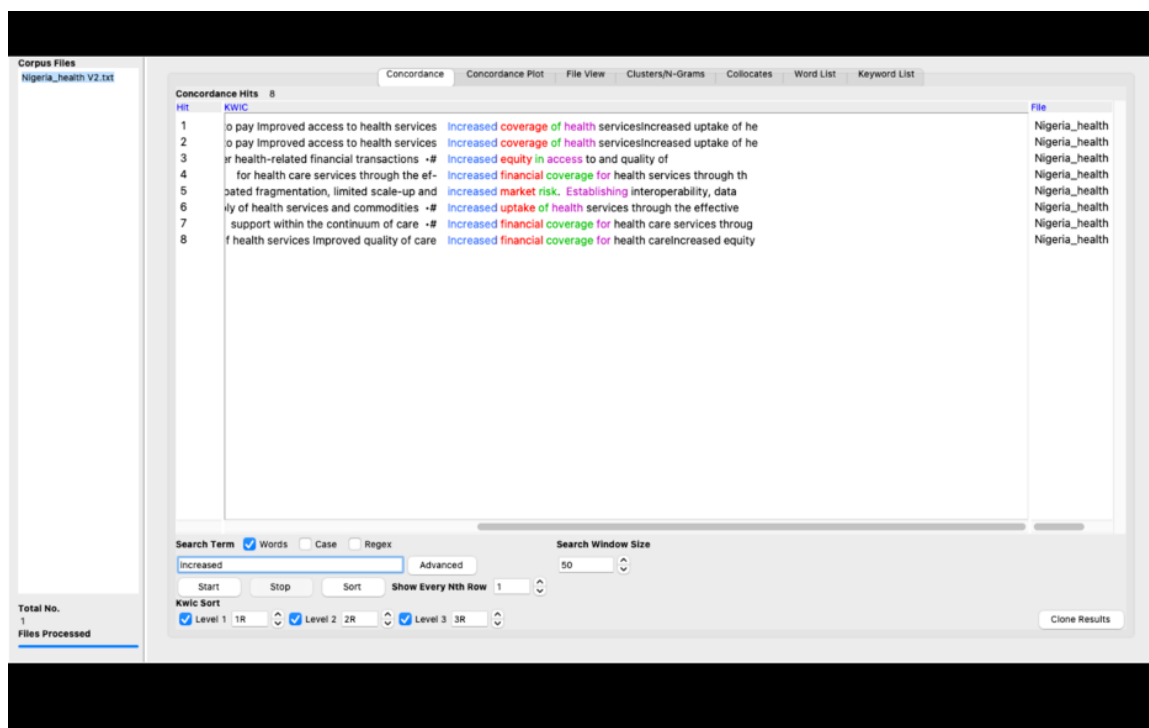 Corpus Files
Nigeria_health V2.txt
Concordance Concordance Plot File View Clusters/N-Grams Collocates Word List Keyword List
Concordance Hits 8
Hit KWIC File
1 o pay Improved access to health services Increased coverage of health servicesIncreased uptake of he Nigeria_health
2 o pay Improved access to health services Increased coverage of health servicesIncreased uptake of he Nigeria_health
3 er health-related financial transactions •# Increased equity in access to and quality of Nigeria_health
4 for health care services through the ef- Increased financial coverage for health services through th Nigeria_health
5 pated fragmentation, limited scale-up and increased market risk. Establishing interoperability, data Nigeria_health
6 ly of health services and commodities •# Increased uptake of health services through the effective Nigeria_health
7 support within the continuum of care •# Increased financial coverage for health care services throug Nigeria_health
8 f health services Improved quality of care Increased financial coverage for health careIncreased equity Nigeria_health
Search Term Words Case Regex Search Window Size
increased Advanced 50
Start Stop Sort Show Every Nth Row 1
Kwic Sort
Level 1 1R Level 2 2R Level 3 3R Clone Results
Total No.
1
Files Processed